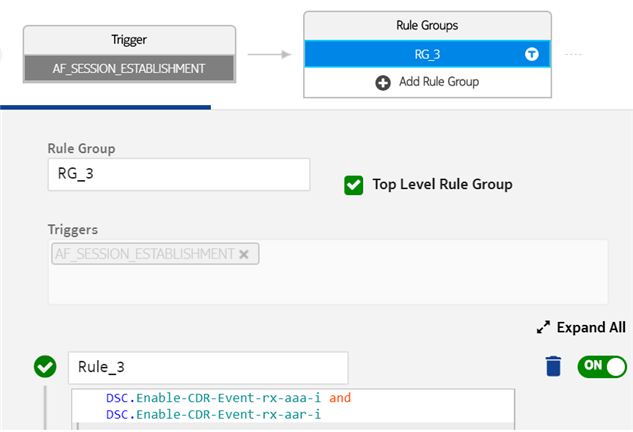 Trigger
AF_SESSION_ESTABLISHMENT
Rule Groups
RG_3 T
Add Rule Group
Rule Group
RG_3
Top Level Rule Group
Triggers
AF_SESSION_ESTABLISHMENT
Expand All
Rule_3
ON
DSC.Enable-CDR-Event-rx-aaa-i and
DSC.Enable-CDR-Event-rx-aar-i